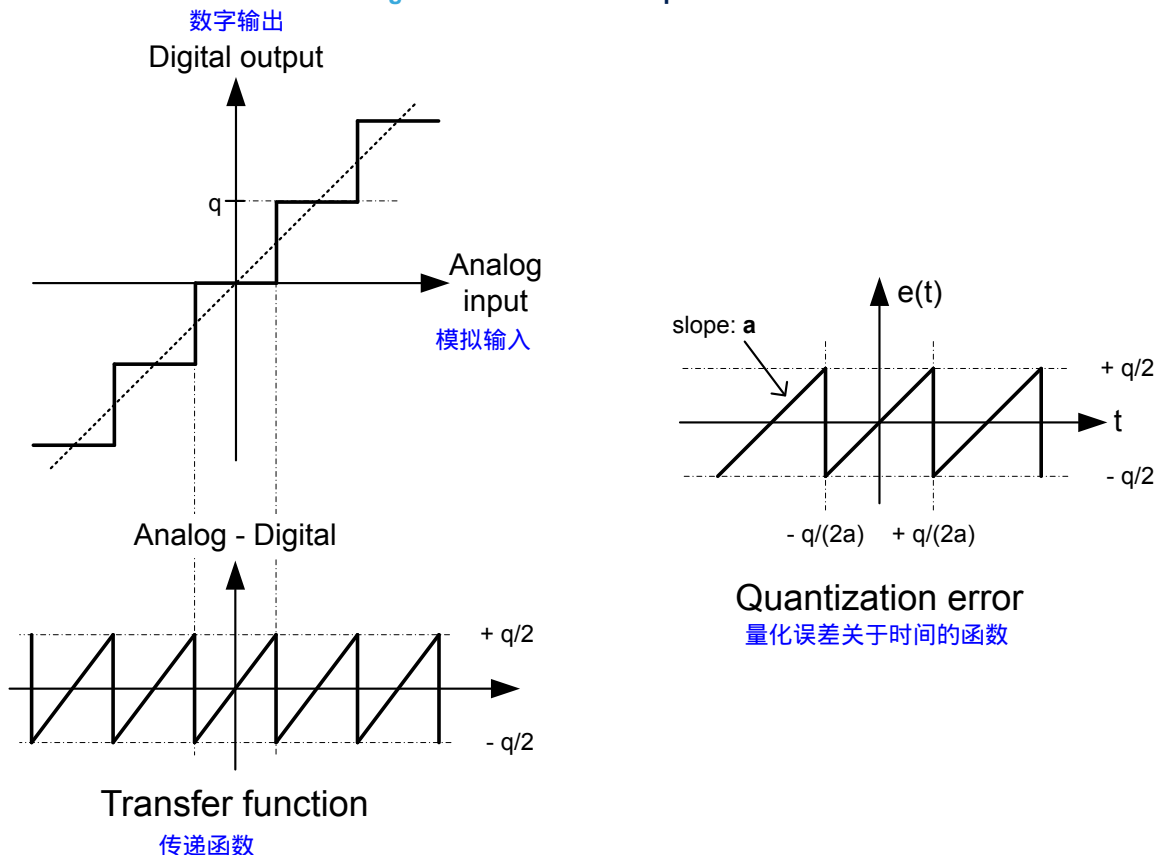 数字输出
Digital output
q
Analog
input
模拟输入
Analog - Digital
+ q/2
- q/2
Transfer function
传递函数
e(t)
slope: a
+ q/2
t
- q/2
- q/(2a)
+ q/(2a)
Quantization error
量化误差关于时间的函数